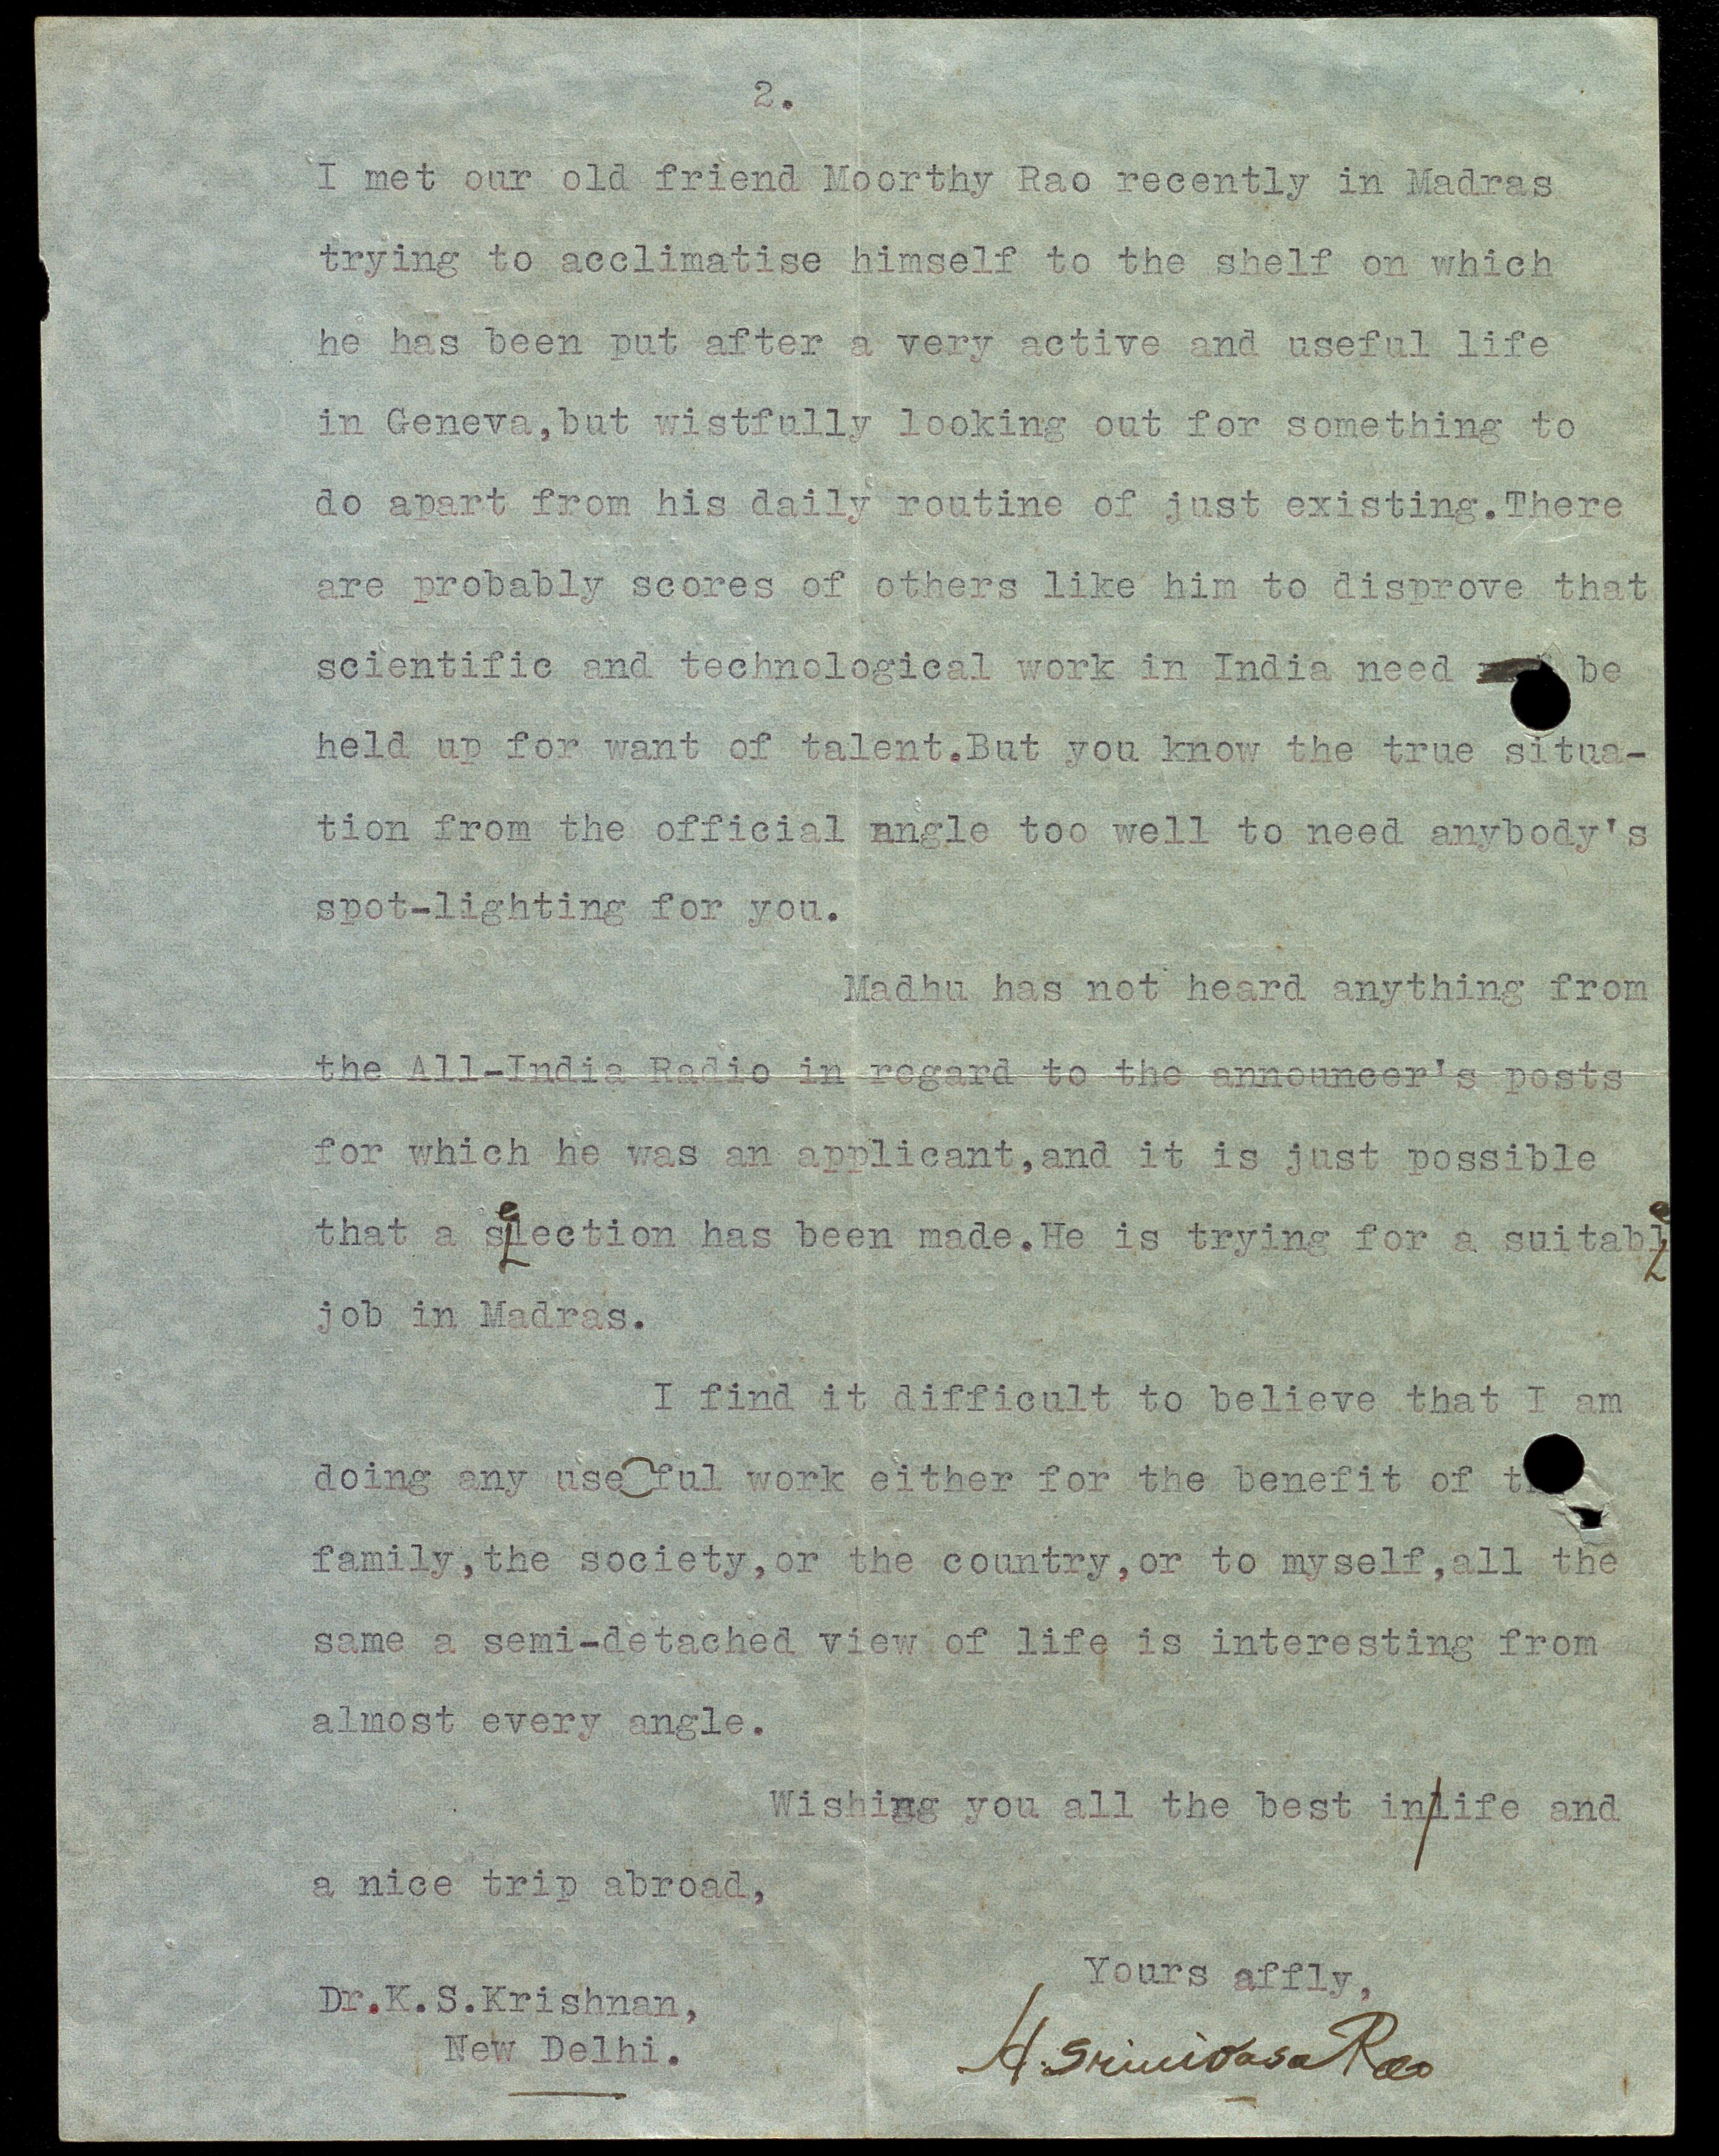 2.
I met our old friend Moorthy Rao recently in Madras
trying to acclimatise himself to the shelf on which
he has been put after a very active and useful life
in Geneva,but wistfully looking out for something to
do apart from his daily routine of just existing.There
are probably scores of others like him to disprove that
scientific and technological work in India need be
held up for want of talent.But you know the true situa-
tion from the official angle too well to need anybody's
spot-lighting for you.
Madhu has not heard anything from
the All-India Radio in regard to the announcer's posts
for which he was an applicant,and it is just possible
that a selection has been made.He is trying for a suitable
job in Madras.
I find it difficult to believe that I am
doing any useful work either for the benefit of
family,the society,or the country,or to myself,all the
same a semi-detached view of life is interesting from
almost every angle.
Wishing you all the best in life and
a nice trip abroad,
Yours affly,
H. Srinivasa Rao
Dr.K.S.Krishnan,
New Delhi.